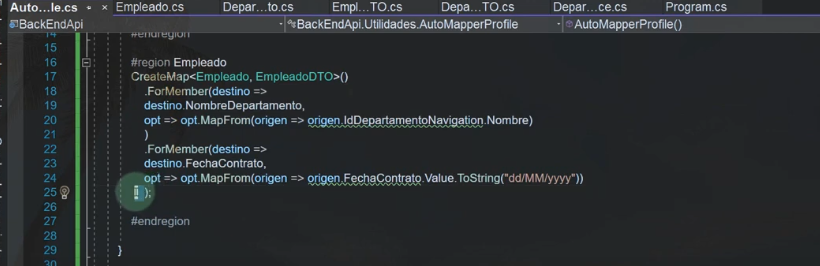 Auto...le.cs Empleado.cs Depar...to.cs Empl...TO.cs Depa...TO.cs Depar...ce.cs Program.cs
BackEndApi BackEndApi.Utilidades.AutoMapperProfile AutoMapperProfile()
14 #endregion
15
16 #region Empleado
17 CreateMap<Empleado, EmpleadoDTO>()
18 .ForMember(destino =>
19 destino.NombreDepartamento,
20 opt => opt.MapFrom(origen => origen.IdDepartamentoNavigation.Nombre)
21 )
22 .ForMember(destino =>
23 destino.FechaContrato,
24 opt => opt.MapFrom(origen => origen.FechaContrato.Value.ToString("dd/MM/yyyy"))
25 );
26
27 #endregion
28
29 }
30